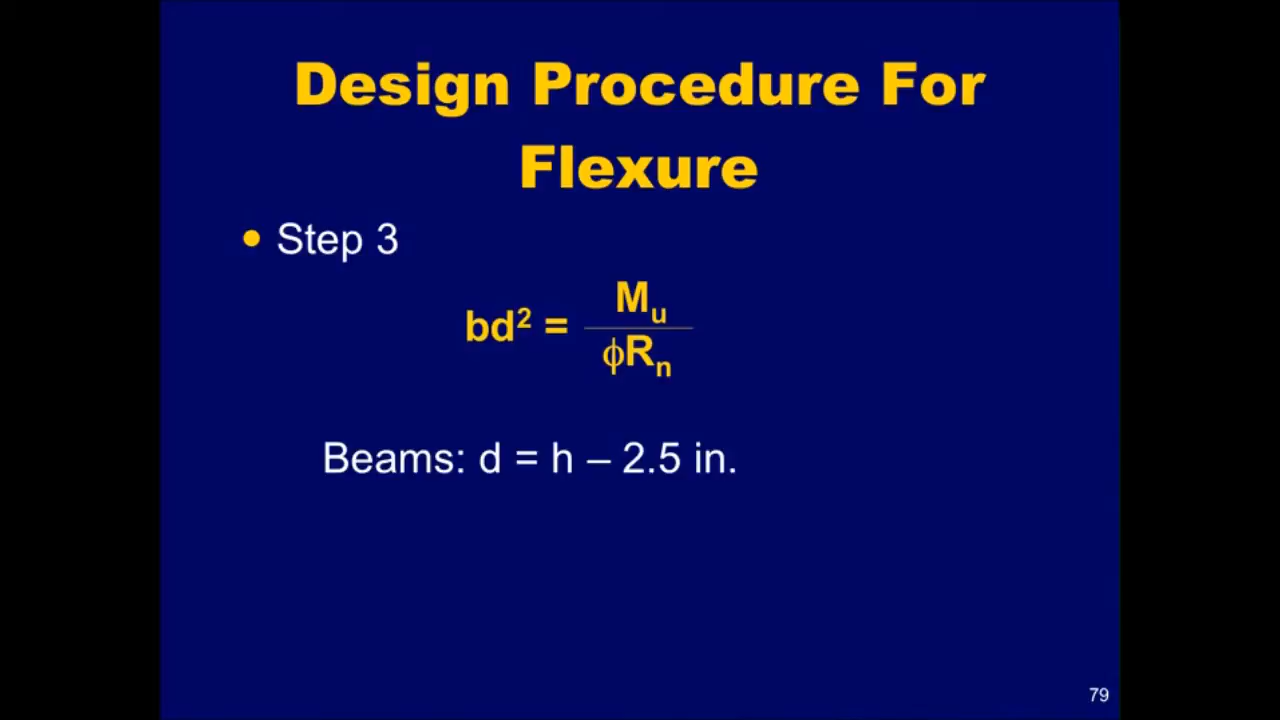 Design Procedure For
Flexure
• Step 3
bd² = Mᵤ / ϕRₙ
Beams: d = h – 2.5 in.
79